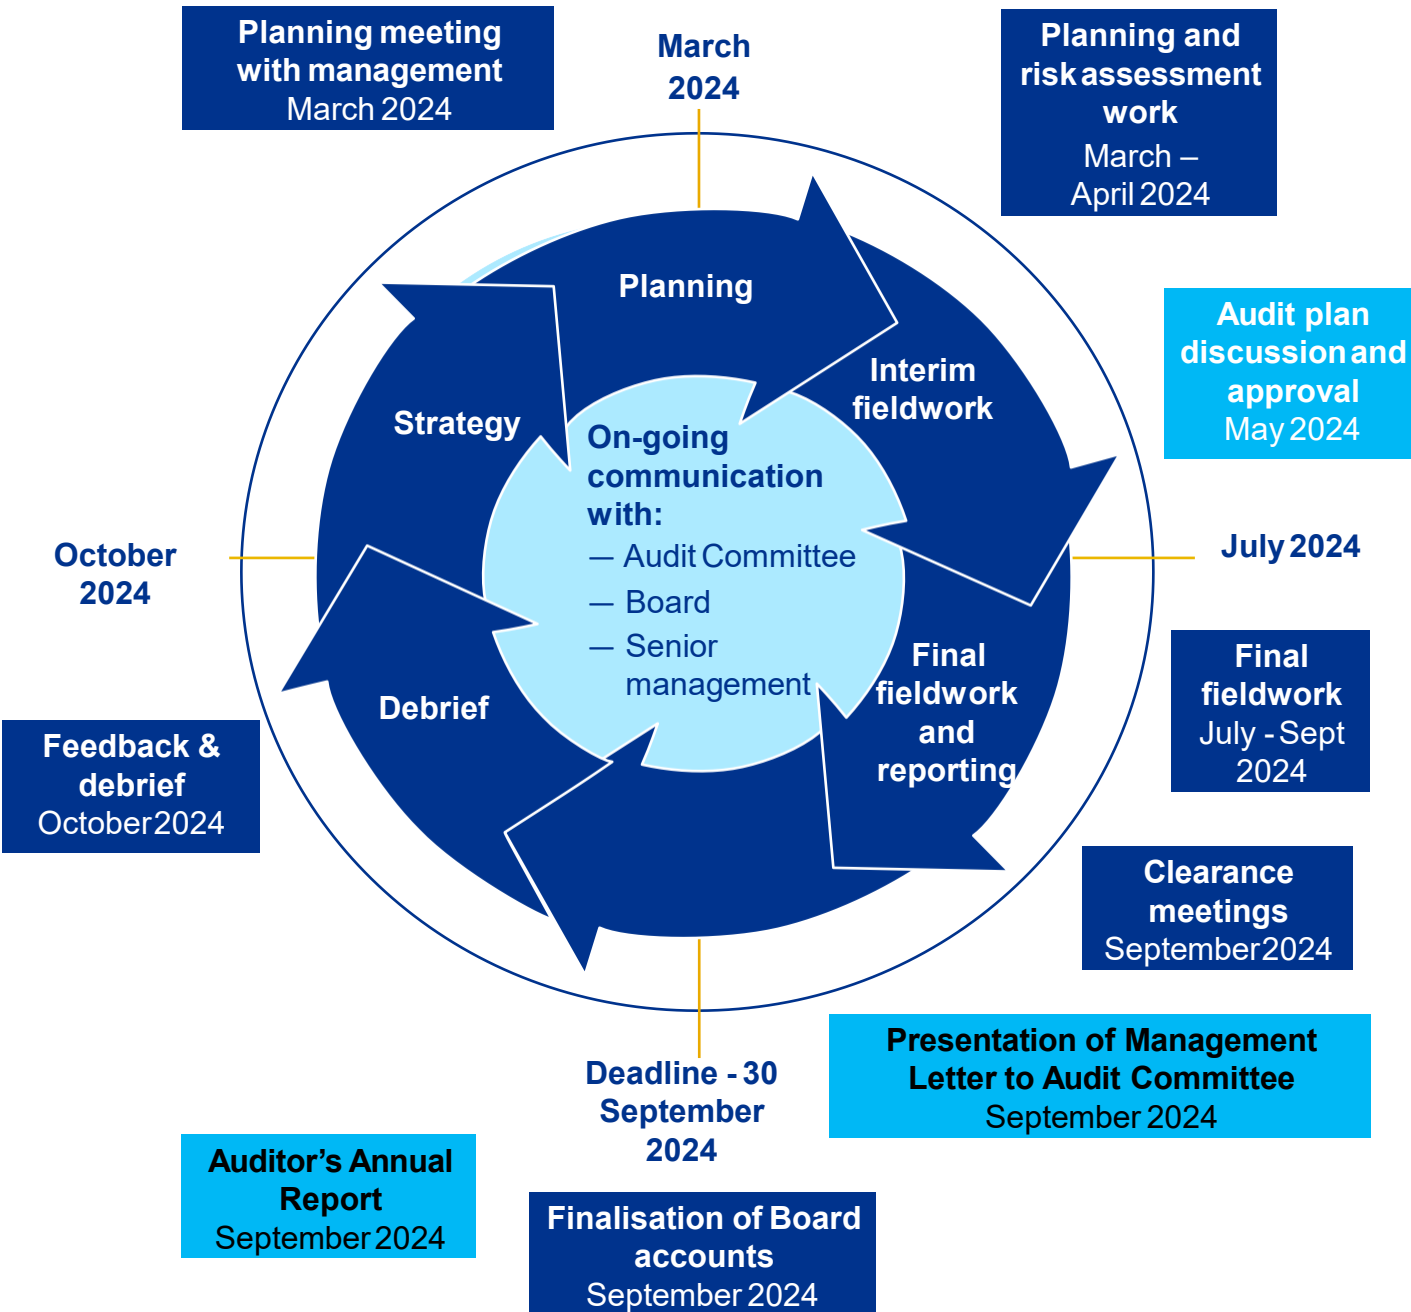 Planning meeting
with management
March 2024
March
2024
Planning and
risk assessment
work
March –
April 2024
Audit plan
discussion and
approval
May 2024
Planning
Interim
fieldwork
Strategy
On-going
communication
with:
— Audit Committee
— Board
— Senior
management
October
2024
July 2024
Final
fieldwork
and
reporting
Final
fieldwork
July - Sept
2024
Debrief
Feedback &
debrief
October 2024
Clearance
meetings
September 2024
Presentation of Management
Letter to Audit Committee
September 2024
Deadline - 30
September
2024
Auditor’s Annual
Report
September 2024
Finalisation of Board
accounts
September 2024